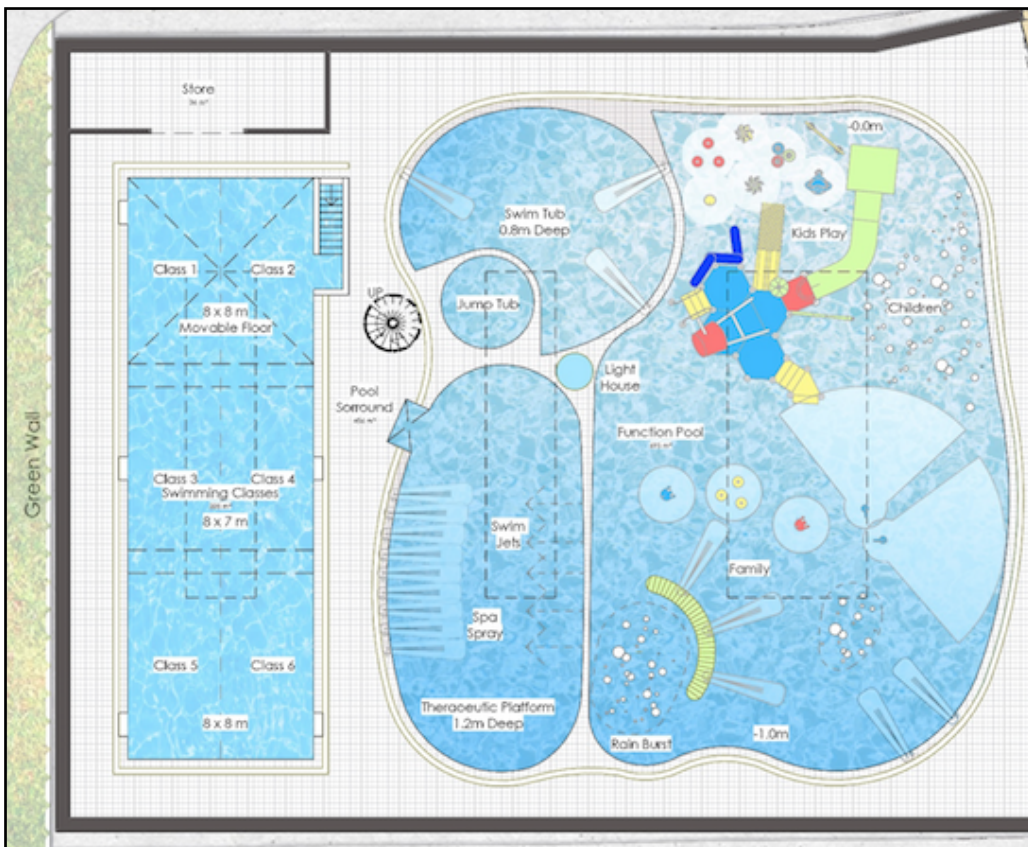 Store
-0.0m
Swim Tub
0.8m Deep
Kids Play
Class 1
Class 2
UP
Jump Tub
8 x 8 m
Movable Floor
Children
Light
House
Pool
Sorround
Function Pool
Green Wall
Class 3
Class 4
Swimming Classes
8 x 7 m
Swim
Jets
Family
Spa
Spray
Class 5
Class 6
8 x 8 m
Theraoeutic Platform
1.2m Deep
Rain Burst
-1.0m